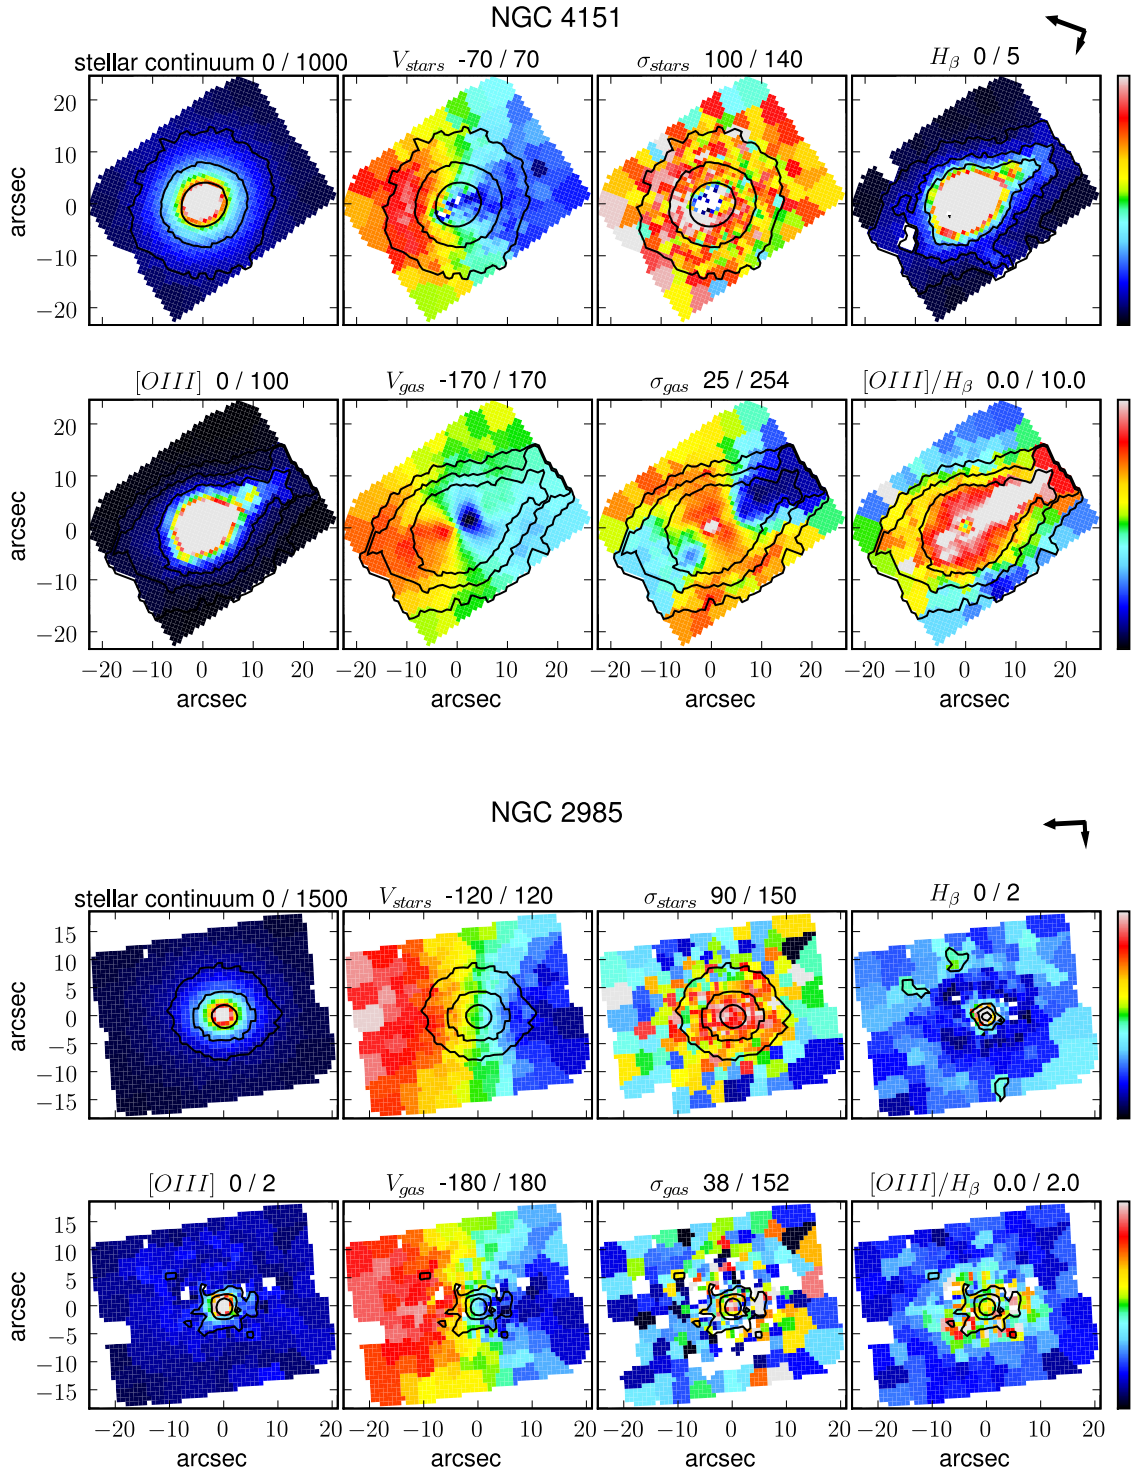 NGC 4151
stellar continuum 0 / 1000 V_stars -70 / 70 σ_stars 100 / 140 H_β 0 / 5
20
10
0
−10
−20
arcsec
[OIII] 0 / 100 V_gas -170 / 170 σ_gas 25 / 254 [OIII]/H_β 0.0 / 10.0
20
10
0
−10
−20
arcsec
−20 −10 0 10 20 −20 −10 0 10 20 −20 −10 0 10 20 −20 −10 0 10 20
arcsec arcsec arcsec arcsec
NGC 2985
stellar continuum 0 / 1500 V_stars -120 / 120 σ_stars 90 / 150 H_β 0 / 2
15
10
5
0
−5
−10
−15
arcsec
[OIII] 0 / 2 V_gas -180 / 180 σ_gas 38 / 152 [OIII]/H_β 0.0 / 2.0
15
10
5
0
−5
−10
−15
arcsec
−20 −10 0 10 20 −20 −10 0 10 20 −20 −10 0 10 20 −20 −10 0 10 20
arcsec arcsec arcsec arcsec